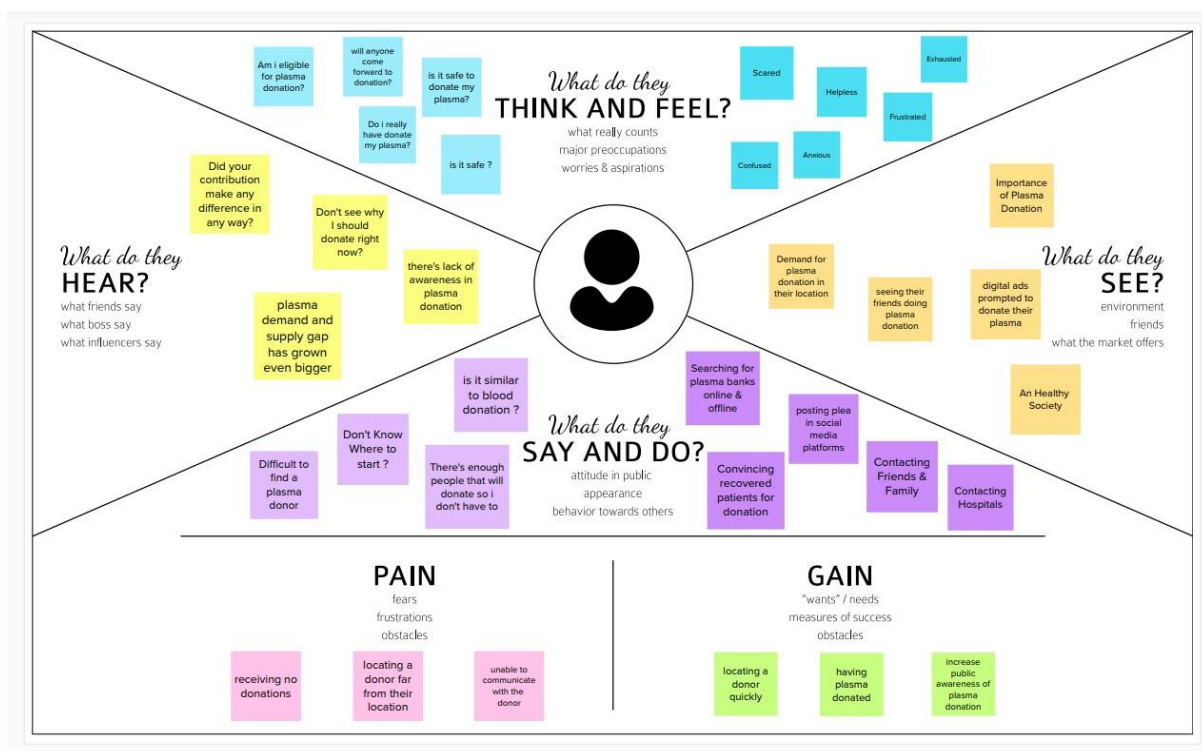 Am i eligible
for plasma
donation?
will anyone
come
forward to
donation?
is it safe to
donate my
plasma?
Do i really
have donate
my plasma?
is it safe ?
What do they
THINK AND FEEL?
what really counts
major preoccupations
worries & aspirations
Scared
Helpless
Exhausted
Frustrated
Confused
Anxious
What do they
HEAR?
what friends say
what boss say
what influencers say
Did your
contribution
make any
difference in
any way?
Don't see why
I should
donate right
now?
there's lack of
awareness in
plasma
donation
plasma
demand and
supply gap
has grown
even bigger
What do they
SEE?
environment
friends
what the market offers
Importance
of Plasma
Donation
Demand for
plasma
donation in
their location
seeing their
friends doing
plasma
donation
digital ads
prompted to
donate their
plasma
An Healthy
Society
What do they
SAY AND DO?
attitude in public
appearance
behavior towards others
is it similar
to blood
donation ?
Don't Know
Where to
start ?
Difficult to
find a
plasma
donor
There's enough
people that will
donate so i
don't have to
Searching for
plasma banks
online &
offline
posting plea
in social
media
platforms
Convincing
recovered
patients for
donation
Contacting
Friends &
Family
Contacting
Hospitals
PAIN
fears
frustrations
obstacles
receiving no
donations
locating a
donor far
from their
location
unable to
communicate
with the
donor
GAIN
"wants" / needs
measures of success
obstacles
locating a
donor
quickly
having
plasma
donated
increase
public
awareness of
plasma
donation